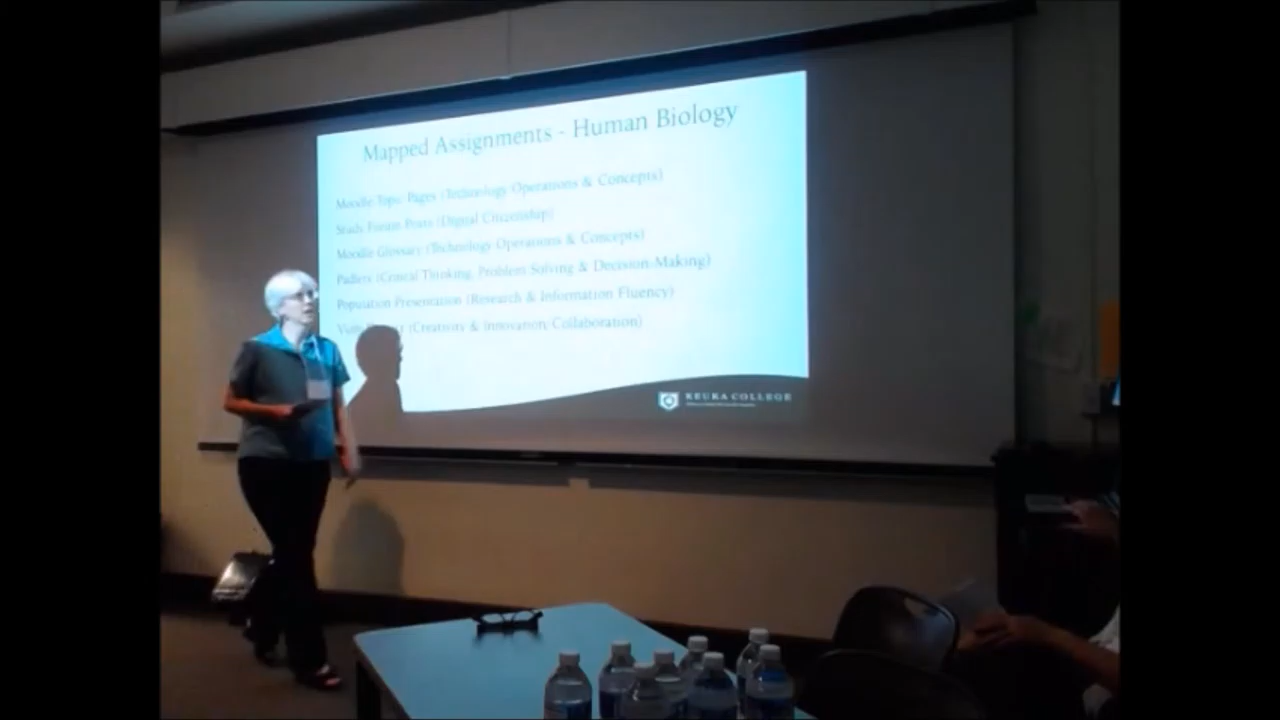 Mapped Assignments - Human Biology
Moodle Topic Pages (Technology Operations & Concepts)
Study Forum Posts (Digital Citizenship)
Moodle Glossary (Technology Operations & Concepts)
Padlets (Critical Thinking, Problem Solving & Decision-Making)
Population Presentation (Research & Information Fluency)
(Creativity & Innovation/Collaboration)
KEUKA COLLEGE